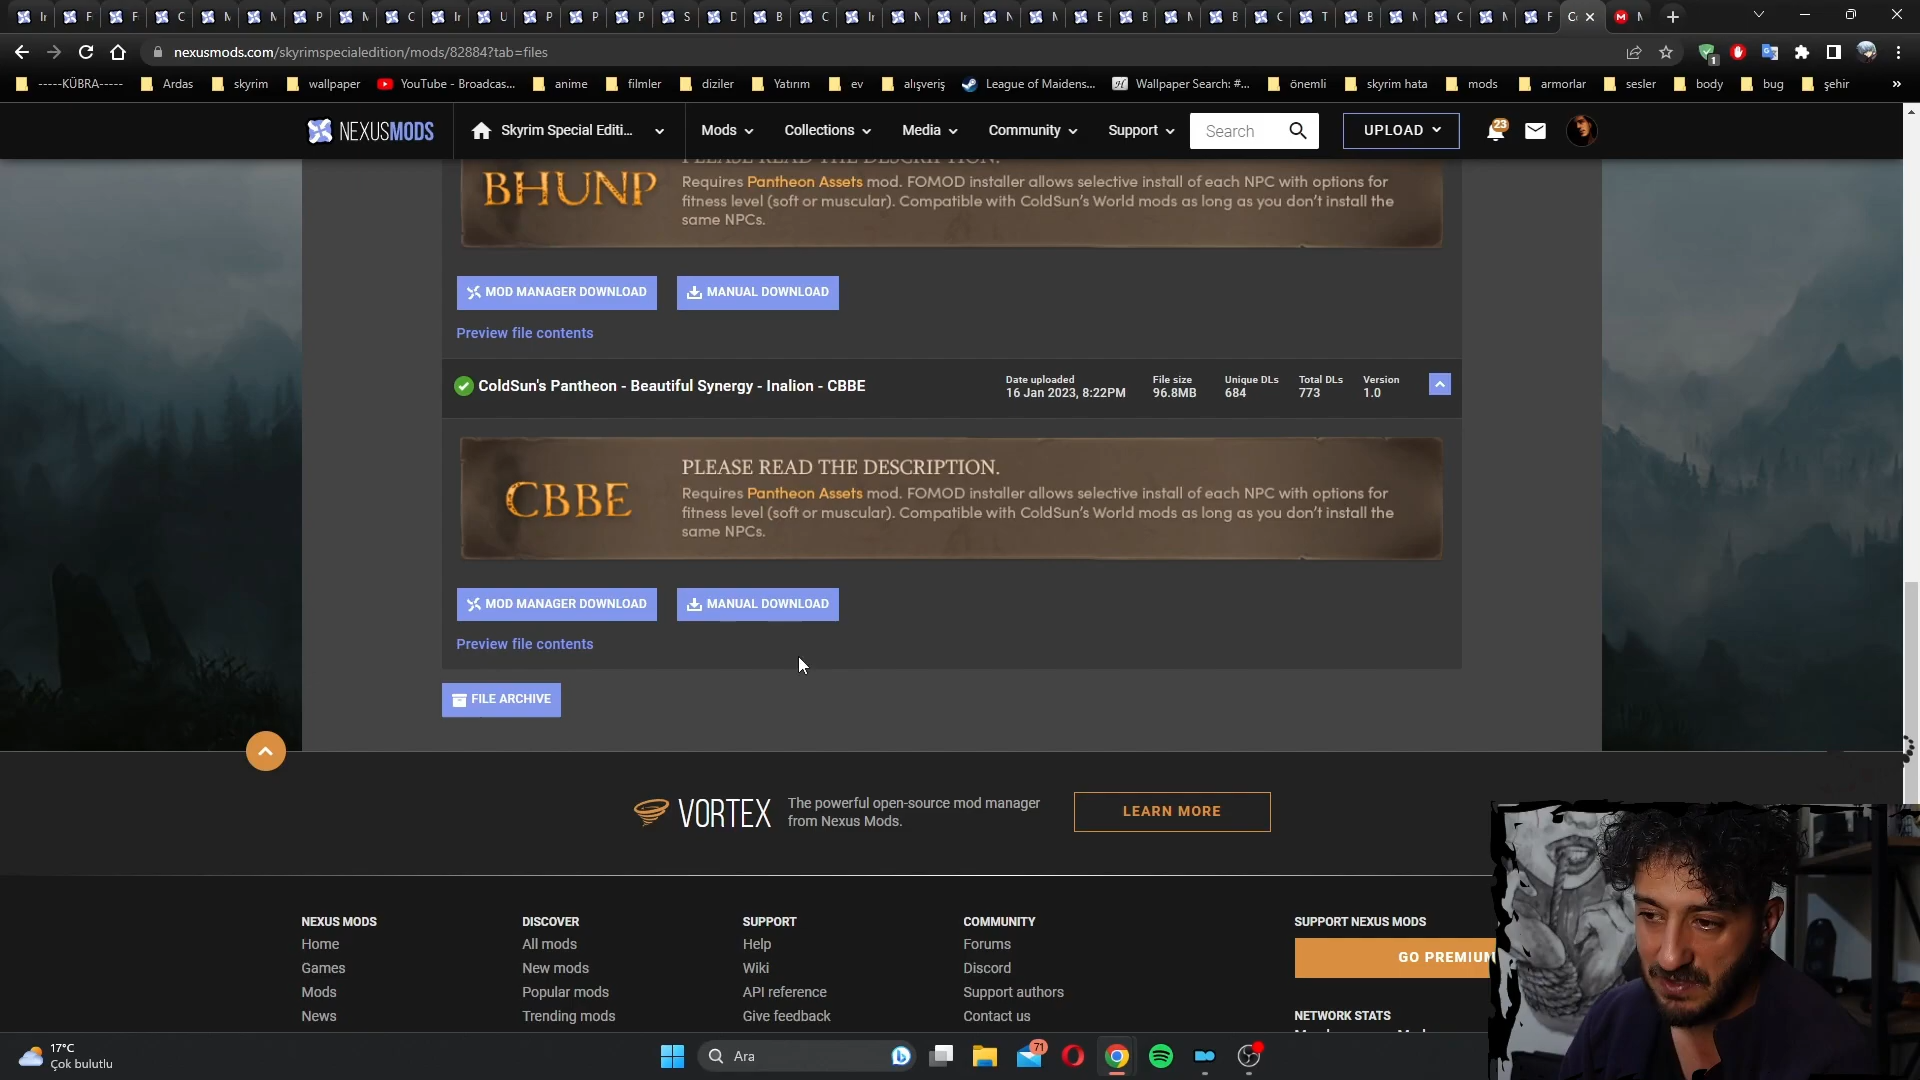 nexusmods.com/skyrimspecialedition/mods/82884?tab=files
-----KÜBRA-----
Ardas
skyrim
wallpaper
YouTube - Broadcas...
anime
filmler
diziler
Yatırım
ev
alışveriş
League of Maidens...
Wallpaper Search: #...
önemli
skyrim hata
mods
armorlar
sesler
body
bug
şehir
NEXUSMODS
Skyrim Special Editi...
Mods
Collections
Media
Community
Support
Search
UPLOAD
23
PLEASE READ THE DESCRIPTION.
BHUNP
Requires Pantheon Assets mod. FOMOD installer allows selective install of each NPC with options for
fitness level (soft or muscular). Compatible with ColdSun's World mods as long as you don't install the
same NPCs.
MOD MANAGER DOWNLOAD
MANUAL DOWNLOAD
Preview file contents
ColdSun's Pantheon - Beautiful Synergy - Inalion - CBBE
Date uploaded
16 Jan 2023, 8:22PM
File size
96.8MB
Unique DLs
684
Total DLs
773
Version
1.0
CBBE
PLEASE READ THE DESCRIPTION.
Requires Pantheon Assets mod. FOMOD installer allows selective install of each NPC with options for
fitness level (soft or muscular). Compatible with ColdSun's World mods as long as you don't install the
same NPCs.
MOD MANAGER DOWNLOAD
MANUAL DOWNLOAD
Preview file contents
FILE ARCHIVE
VORTEX
The powerful open-source mod manager
from Nexus Mods.
LEARN MORE
NEXUS MODS
Home
Games
Mods
News
DISCOVER
All mods
New mods
Popular mods
Trending mods
SUPPORT
Help
Wiki
API reference
Give feedback
COMMUNITY
Forums
Discord
Support authors
Contact us
SUPPORT NEXUS MODS
GO PREMIUM
NETWORK STATS
17°C
Çok bulutlu
Ara
71